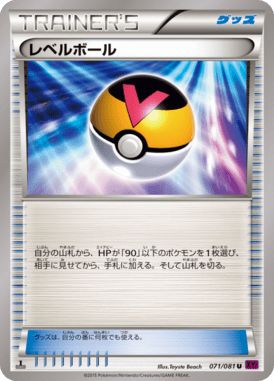 TRAINER'S
グッズ
レベルボール
自分の山札から、HPが「90」以下のポケモンを1枚選び、
相手に見せてから、手札に加える。そして山札を切る。
グッズは、自分の番に何枚でも使える。
Illus.Toyste Beach
071/081 U
©2015 Pokémon/Nintendo/Creatures/GAME FREAK.